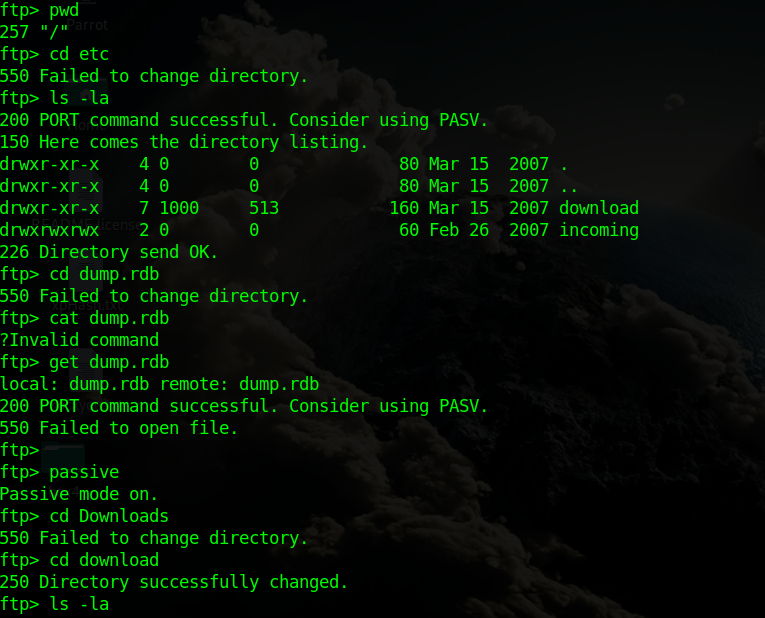 ftp> pwd
257 "/"
ftp> cd etc
550 Failed to change directory.
ftp> ls -la
200 PORT command successful. Consider using PASV.
150 Here comes the directory listing.
drwxr-xr-x    4 0        0              80 Mar 15  2007 .
drwxr-xr-x    4 0        0              80 Mar 15  2007 ..
drwxr-xr-x    7 1000     513           160 Mar 15  2007 download
drwxrwxrwx    2 0        0              60 Feb 26  2007 incoming
226 Directory send OK.
ftp> cd dump.rdb
550 Failed to change directory.
ftp> cat dump.rdb
?Invalid command
ftp> get dump.rdb
local: dump.rdb remote: dump.rdb
200 PORT command successful. Consider using PASV.
550 Failed to open file.
ftp>
ftp> passive
Passive mode on.
ftp> cd Downloads
550 Failed to change directory.
ftp> cd download
250 Directory successfully changed.
ftp> ls -la
Parrot